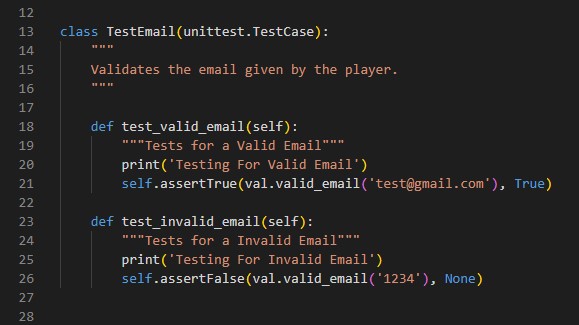 12
13 class TestEmail(unittest.TestCase):
14     """
15     Validates the email given by the player.
16     """
17
18     def test_valid_email(self):
19         """Tests for a Valid Email"""
20         print('Testing For Valid Email')
21         self.assertTrue(val.valid_email('test@gmail.com'), True)
22
23     def test_invalid_email(self):
24         """Tests for a Invalid Email"""
25         print('Testing For Invalid Email')
26         self.assertFalse(val.valid_email('1234'), None)
27
28